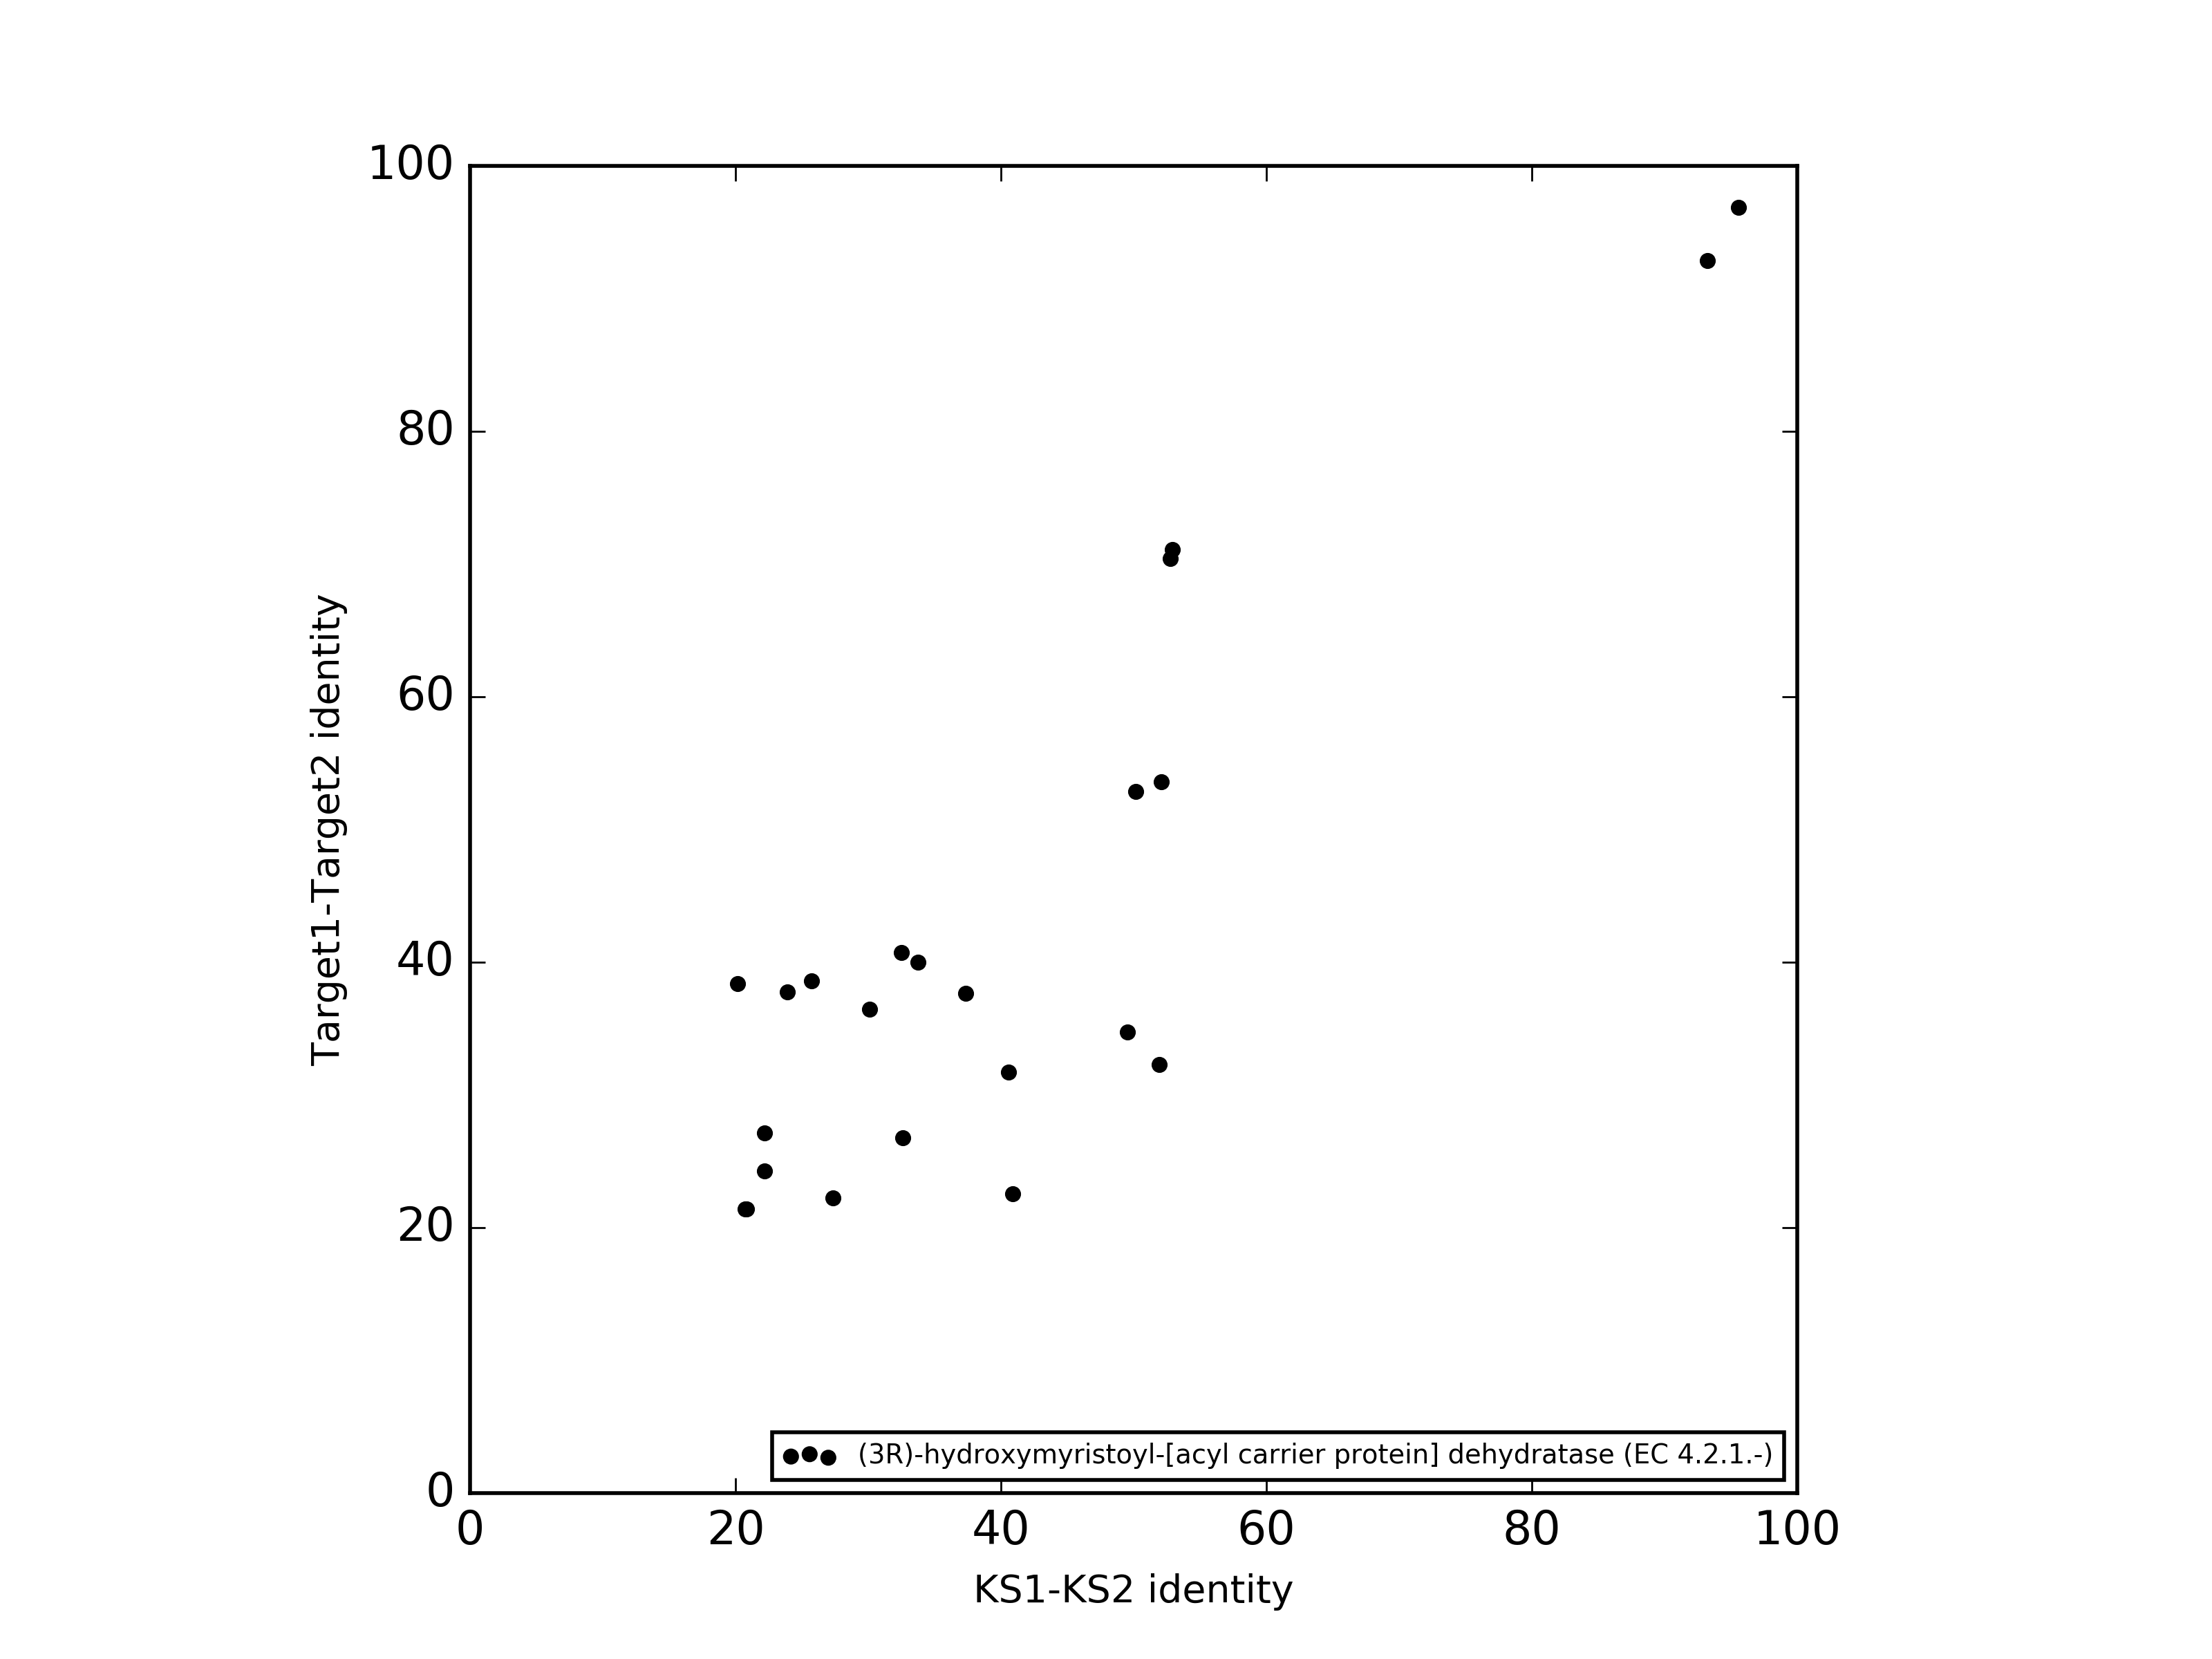 100
80
60
40
20
0
Target1-Target2 identity
(3R)-hydroxymyristoyl-[acyl carrier protein] dehydratase (EC 4.2.1.-)
0 20 40 60 80 100
KS1-KS2 identity